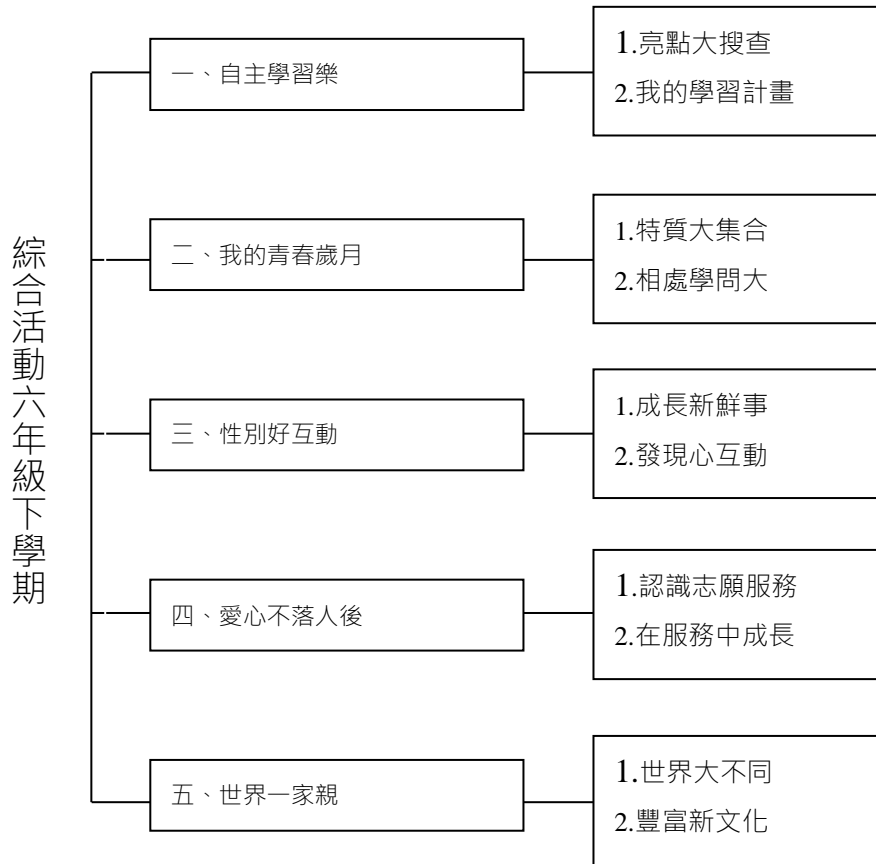 綜合活動六年級下學期
一、自主學習樂
1.亮點大搜查
2.我的學習計畫
二、我的青春歲月
1.特質大集合
2.相處學問大
三、性別好互動
1.成長新鮮事
2.發現心互動
四、愛心不落人後
1.認識志願服務
2.在服務中成長
五、世界一家親
1.世界大不同
2.豐富新文化